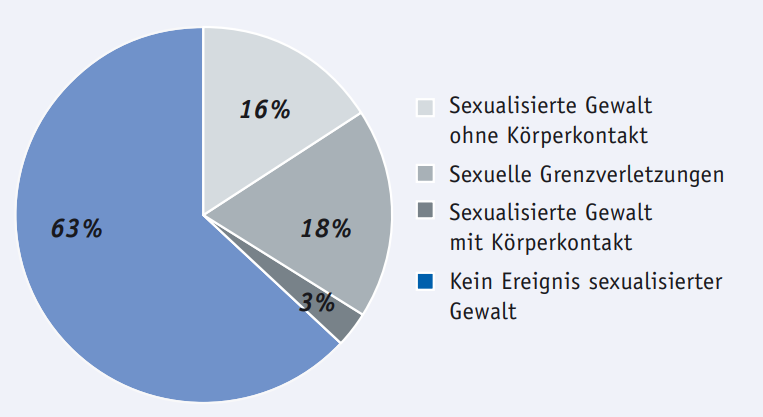 16%
18%
3%
63%
Sexualisierte Gewalt
ohne Körperkontakt
Sexuelle Grenzverletzungen
Sexualisierte Gewalt
mit Körperkontakt
Kein Ereignis sexualisierter
Gewalt